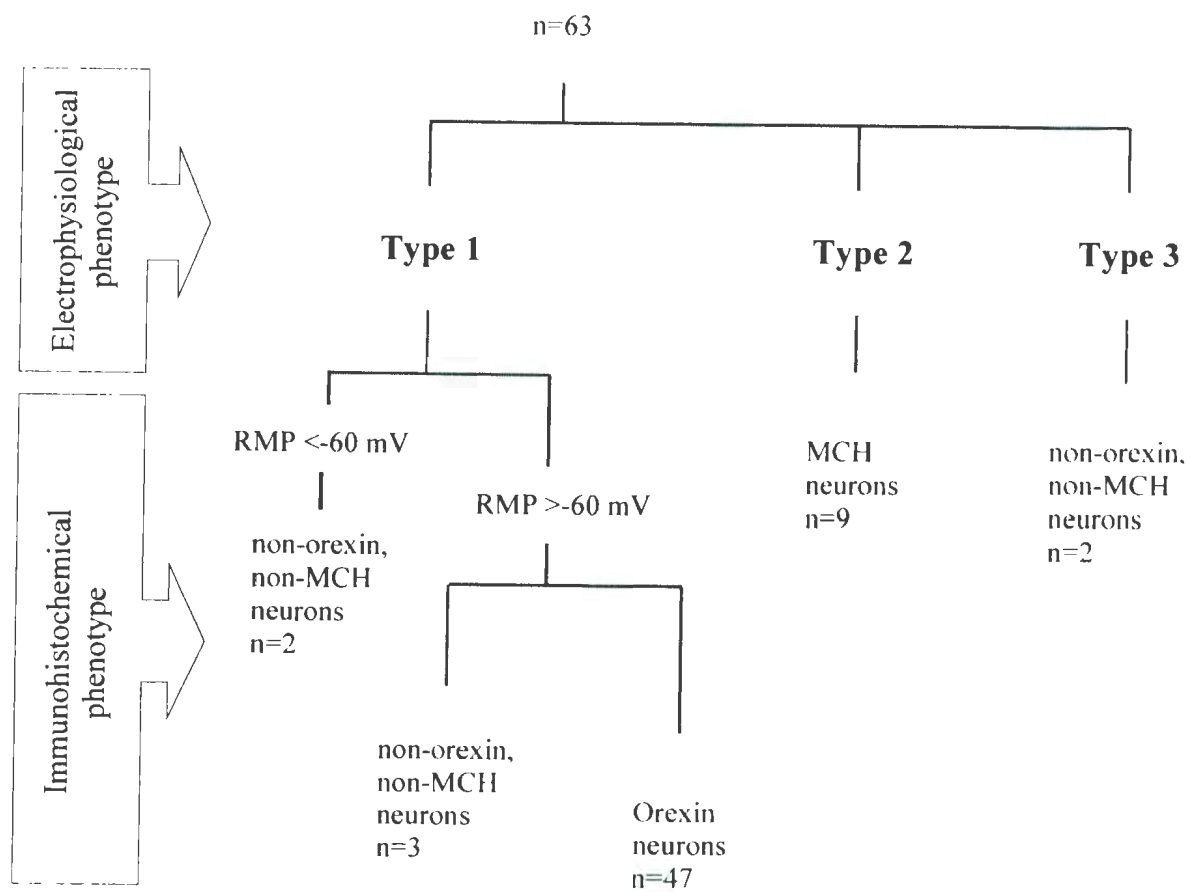 n=63
Electrophysiological
phenotype
Type 1
Type 2
Type 3
RMP <-60 mV
RMP >-60 mV
MCH
neurons
n=9
non-orexin,
non-MCH
neurons
n=2
non-orexin,
non-MCH
neurons
n=2
Immunohistochemical
phenotype
non-orexin,
non-MCH
neurons
n=3
Orexin
neurons
n=47